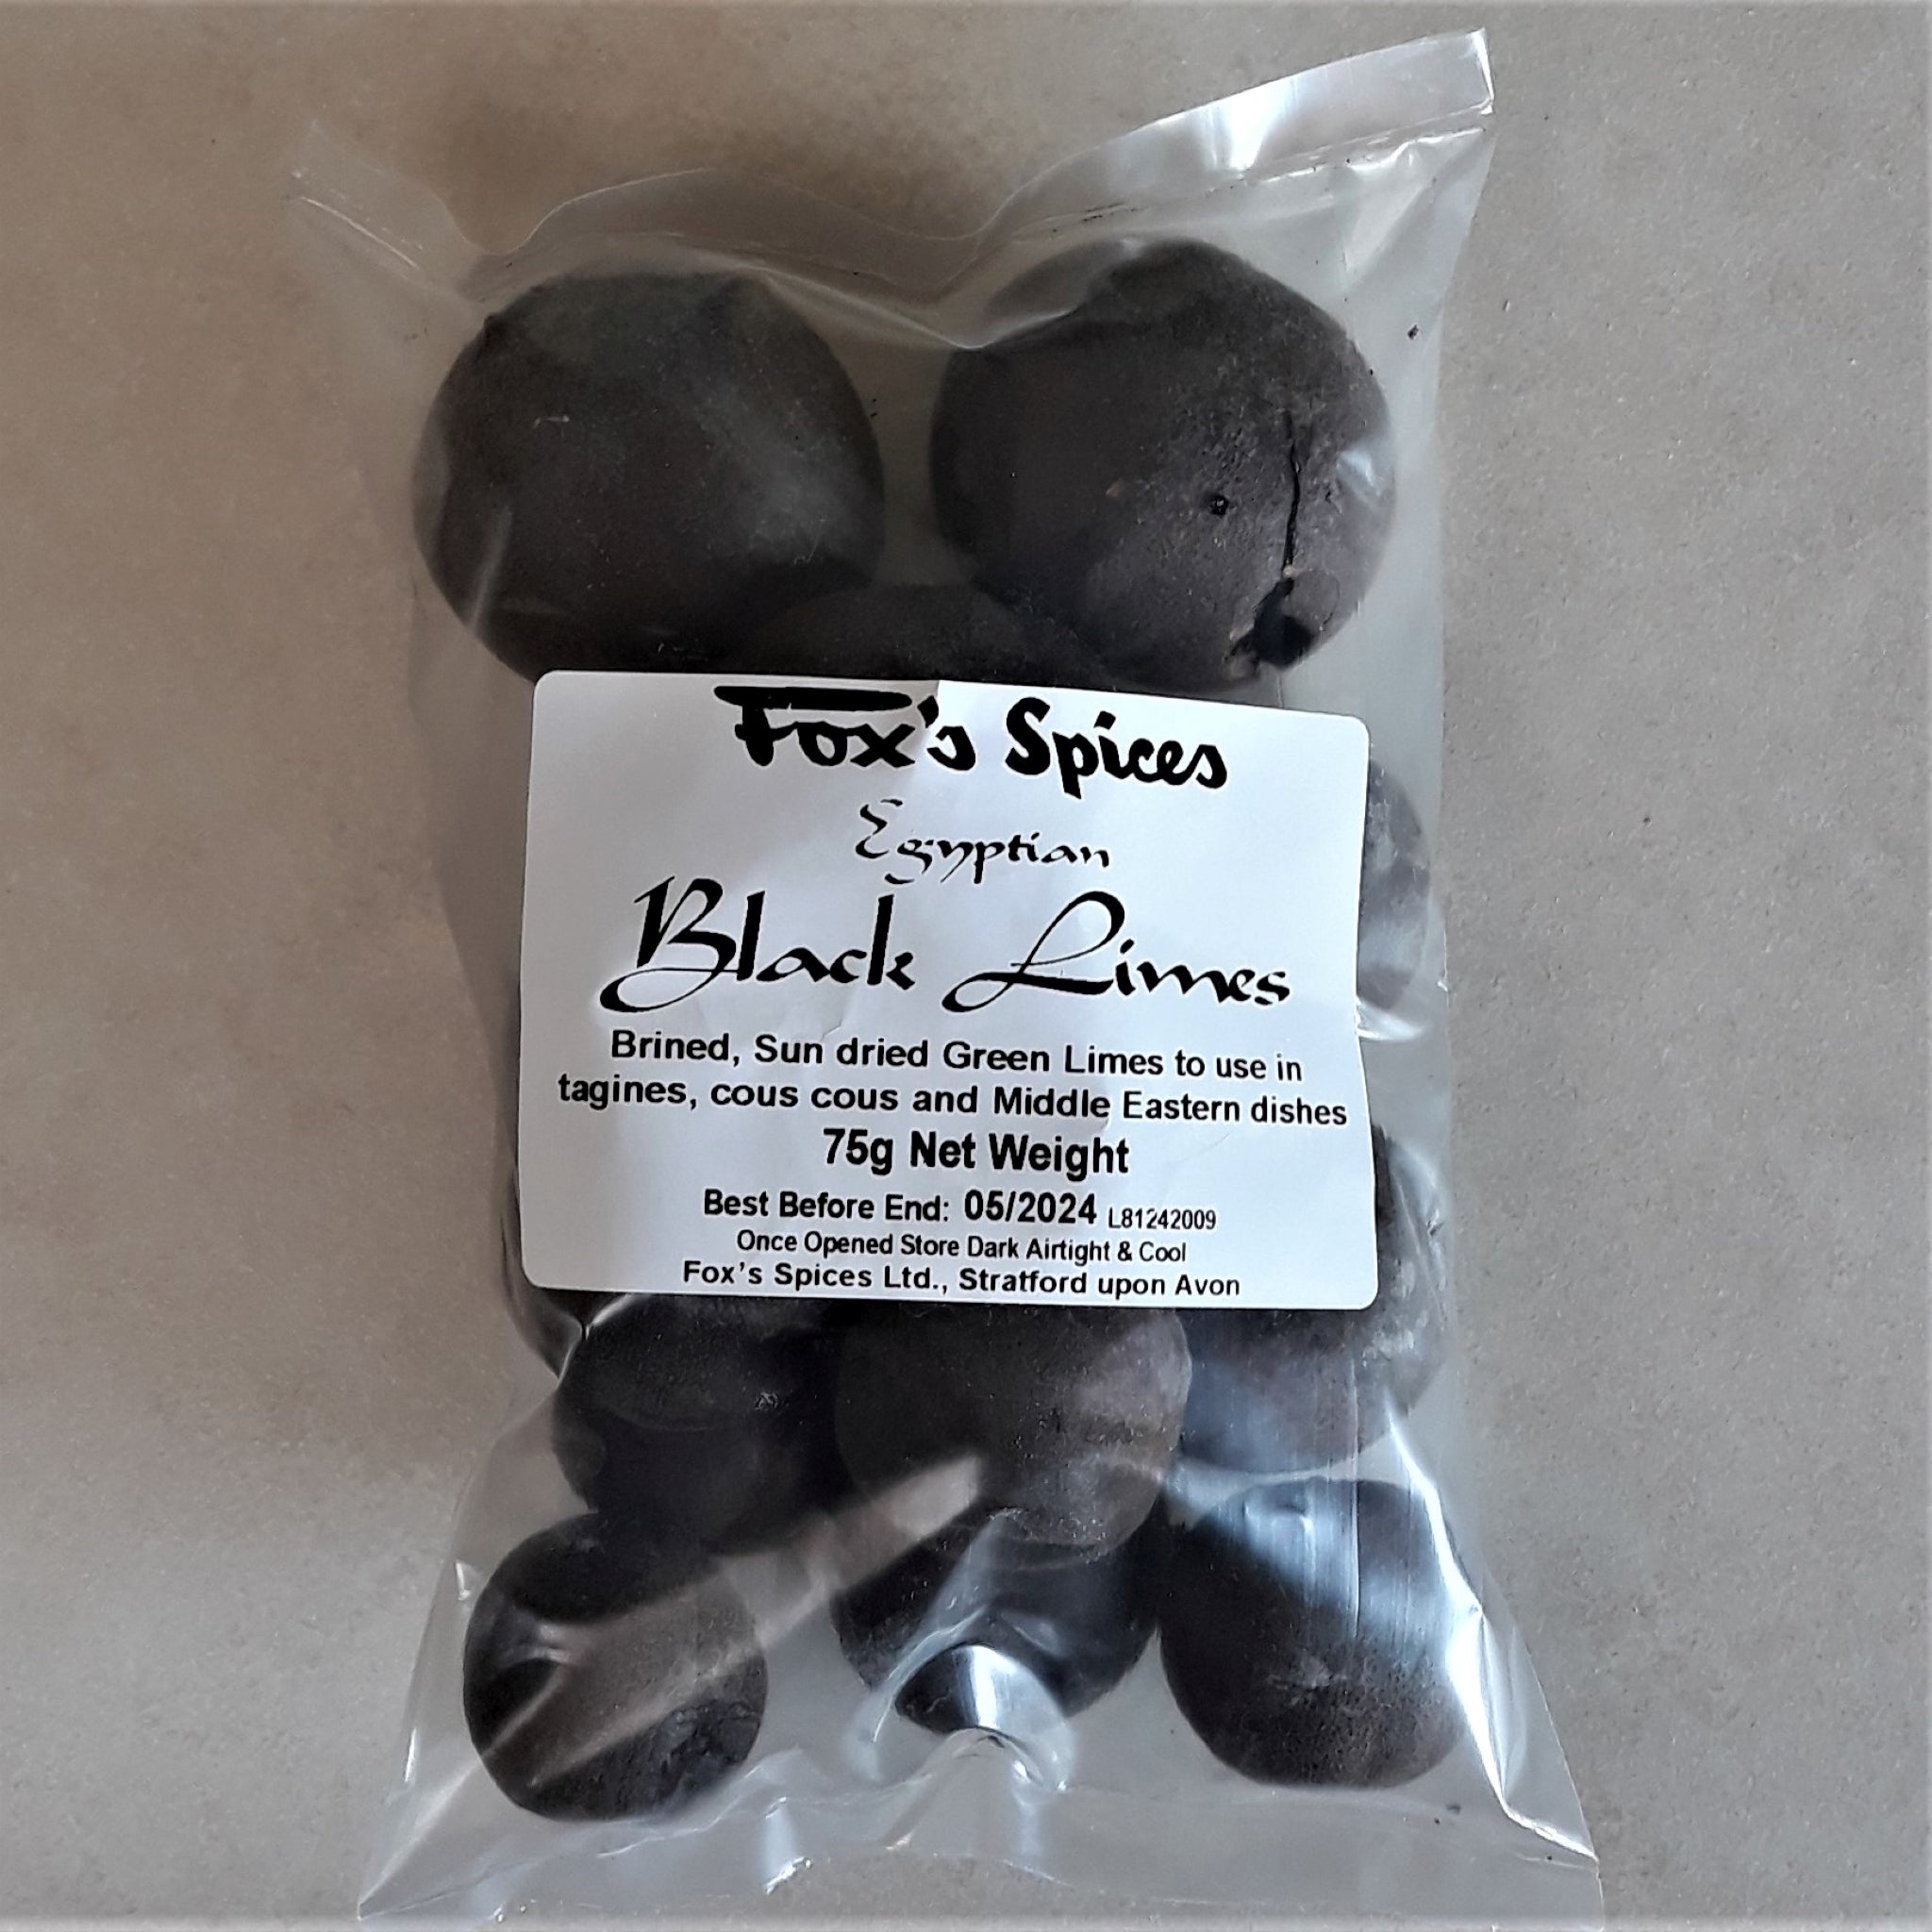 Fox's Spices
Egyptian
Black Limes
Brined, Sun dried Green Limes to use in
tagines, cous cous and Middle Eastern dishes
75g Net Weight
Best Before End: 05/2024 L81242009
Once Opened Store Dark Airtight & Cool
Fox's Spices Ltd., Stratford upon Avon